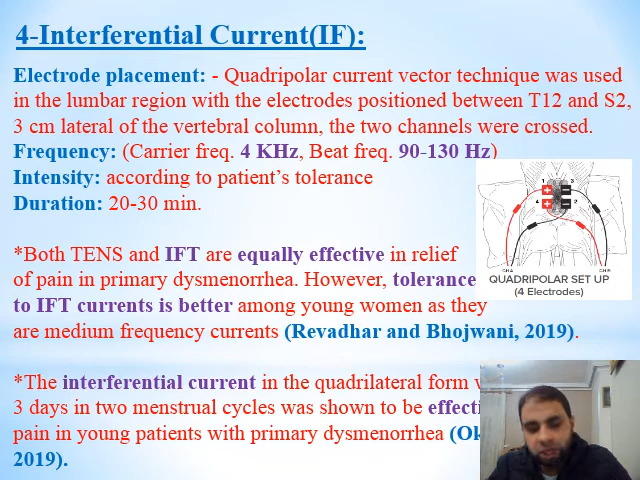 4-Interferential Current(IF):
Electrode placement: - Quadripolar current vector technique was used
in the lumbar region with the electrodes positioned between T12 and S2,
3 cm lateral of the vertebral column, the two channels were crossed.
Frequency: (Carrier freq. 4 KHz, Beat freq. 90-130 Hz)
Intensity: according to patient's tolerance
Duration: 20-30 min.
1 3
4 2
CH A CH B
QUADRIPOLAR SET UP
(4 Electrodes)
*Both TENS and IFT are equally effective in relief
of pain in primary dysmenorrhea. However, tolerance
to IFT currents is better among young women as they
are medium frequency currents (Revadhar and Bhojwani, 2019).
*The interferential current in the quadrilateral form
3 days in two menstrual cycles was shown to be
pain in young patients with primary dysmenorrhea
2019).